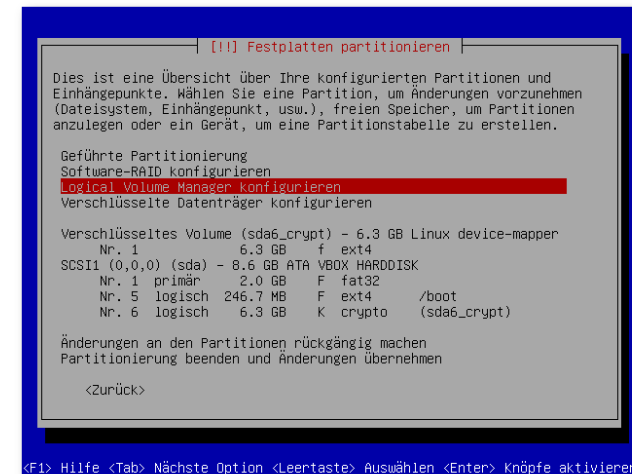 [!!] Festplatten partitionieren
Dies ist eine Übersicht über Ihre konfigurierten Partitionen und
Einhängepunkte. Wählen Sie eine Partition, um Änderungen vorzunehmen
(Dateisystem, Einhängepunkt, usw.), freien Speicher, um Partitionen
anzulegen oder ein Gerät, um eine Partitionstabelle zu erstellen.
Geführte Partitionierung
Software-RAID konfigurieren
Logical Volume Manager konfigurieren
Verschlüsselte Datenträger konfigurieren
Verschlüsseltes Volume (sda6_crypt) - 6.3 GB Linux device-mapper
Nr. 1 6.3 GB f ext4
SCSI1 (0,0,0) (sda) - 8.6 GB ATA VBOX HARDDISK
Nr. 1 primär 2.0 GB F fat32
Nr. 5 logisch 246.7 MB F ext4 /boot
Nr. 6 logisch 6.3 GB K crypto (sda6_crypt)
Änderungen an den Partitionen rückgängig machen
Partitionierung beenden und Änderungen übernehmen
<Zurück>
<F1> Hilfe <Tab> Nächste Option <Leertaste> Auswählen <Enter> Knöpfe aktivieren